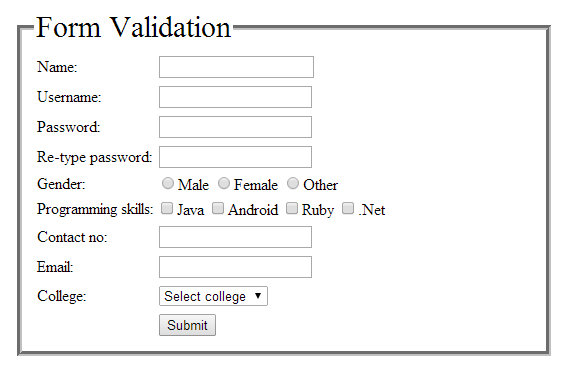 Form Validation
Name:
Username:
Password:
Re-type password:
Gender: Male Female Other
Programming skills: Java Android Ruby .Net
Contact no:
Email:
College: Select college
Submit